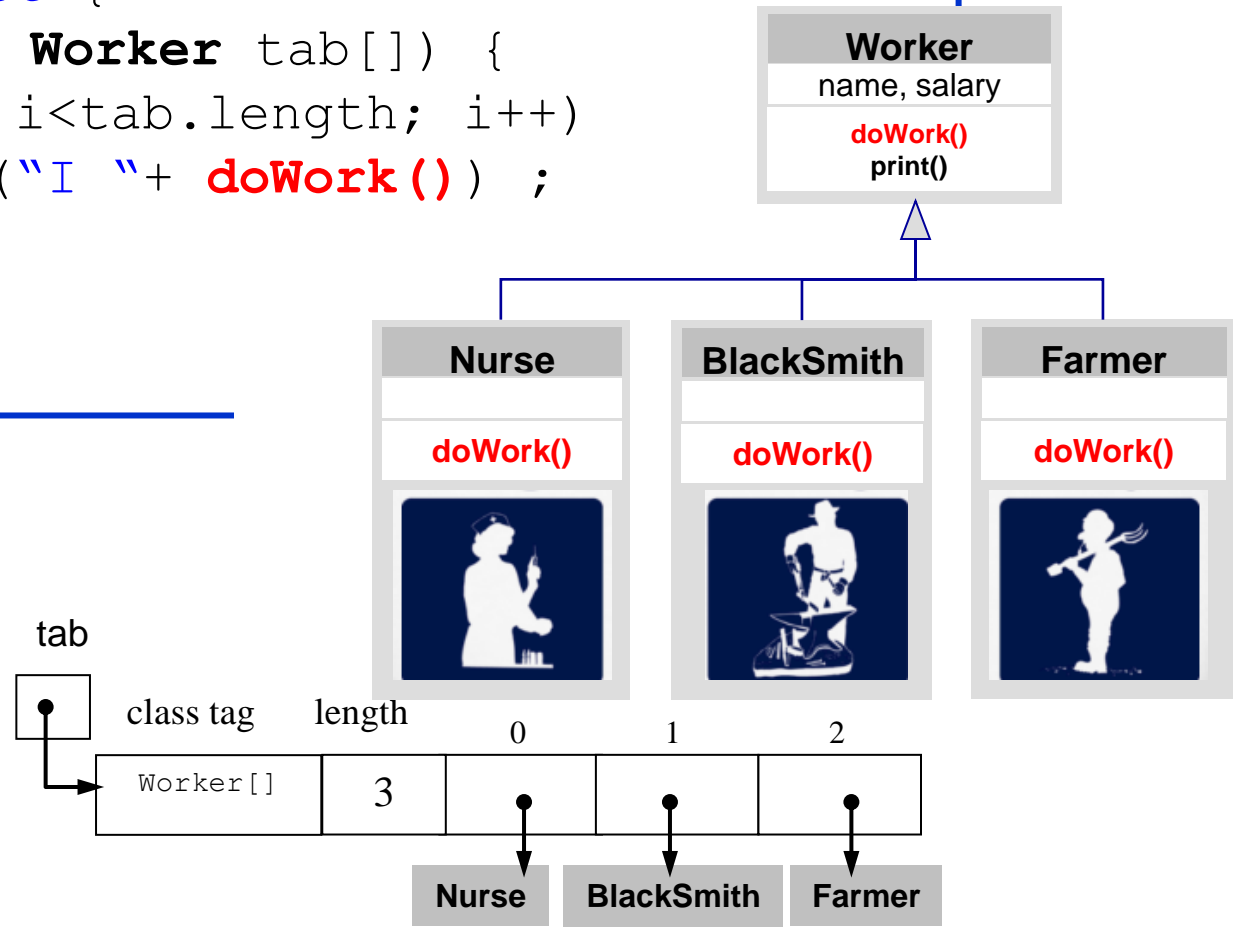 {
Worker tab[]) {
i<tab.length; i++)
(“I “+ doWork()) ;
Worker
name, salary
doWork()
print()
Nurse
doWork()
BlackSmith
doWork()
Farmer
doWork()
tab
class tag length 0 1 2
Worker[] 3
Nurse BlackSmith Farmer